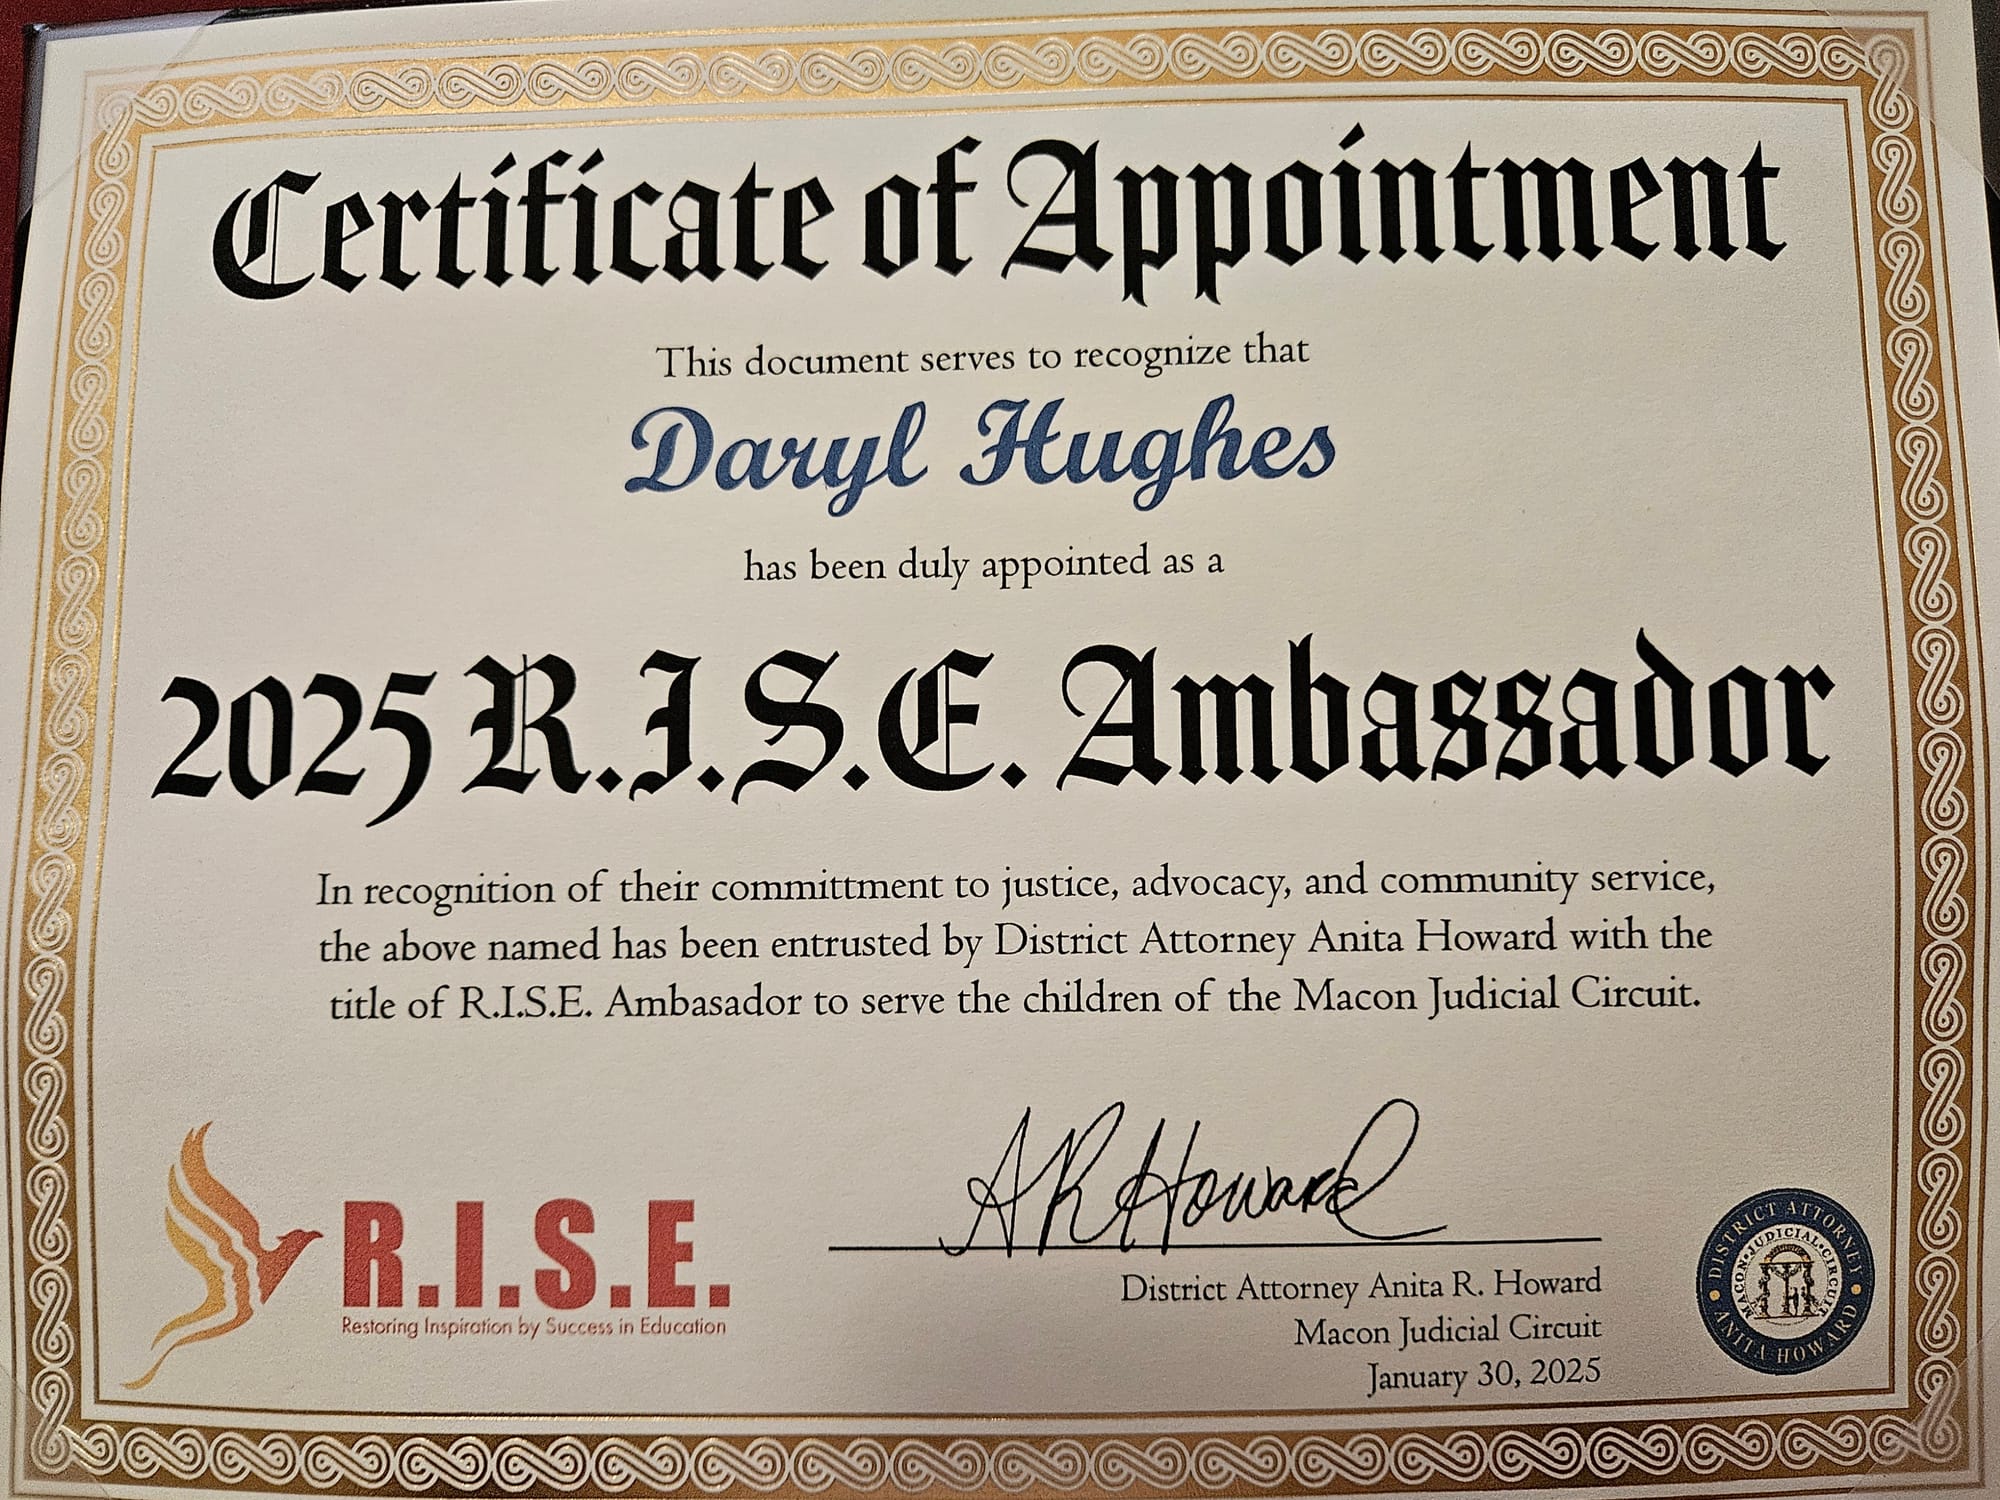 Certificate of Appointment
This document serves to recognize that
Daryl Hughes
has been duly appointed as a
2025 R.I.S.E. Ambassador
In recognition of their committment to justice, advocacy, and community service,
the above named has been entrusted by District Attorney Anita Howard with the
title of R.I.S.E. Ambasador to serve the children of the Macon Judicial Circuit.
R.I.S.E.
Restoring Inspiration by Success in Education
A R Howard
District Attorney Anita R. Howard
Macon Judicial Circuit
January 30, 2025
DISTRICT ATTORNEY
MACON JUDICIAL CIRCUIT
ANITA HOWARD